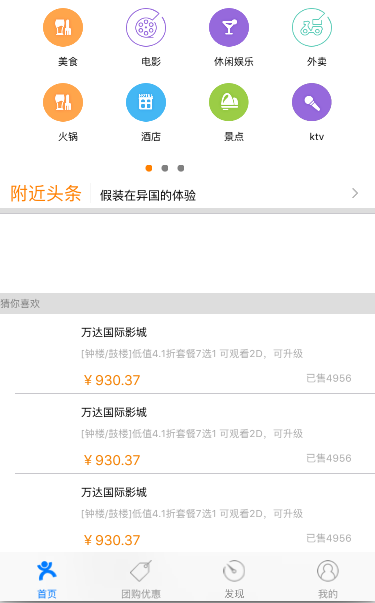 美食 电影 休闲娱乐 外卖
火锅 酒店 景点 ktv
附近头条 假装在异国的体验
猜你喜欢
万达国际影城
[钟楼/鼓楼]低值4.1折套餐7选1 可观看2D，可升级
￥930.37 已售4956
万达国际影城
[钟楼/鼓楼]低值4.1折套餐7选1 可观看2D，可升级
￥930.37 已售4956
万达国际影城
[钟楼/鼓楼]低值4.1折套餐7选1 可观看2D，可升级
￥930.37 已售4956
首页 团购优惠 发现 我的